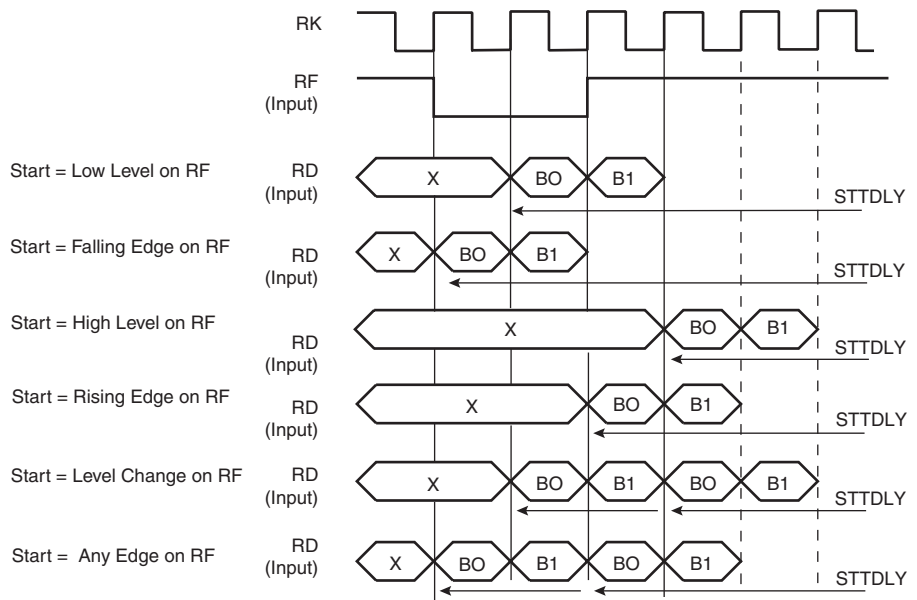 RK
RF
(Input)
Start = Low Level on RF
RD
(Input)
X
BO
B1
STTDLY
Start = Falling Edge on RF
RD
(Input)
X
BO
B1
STTDLY
Start = High Level on RF
RD
(Input)
X
BO
B1
STTDLY
Start = Rising Edge on RF
RD
(Input)
X
BO
B1
STTDLY
Start = Level Change on RF
RD
(Input)
X
BO
B1
BO
B1
STTDLY
Start = Any Edge on RF
RD
(Input)
X
BO
B1
BO
B1
STTDLY